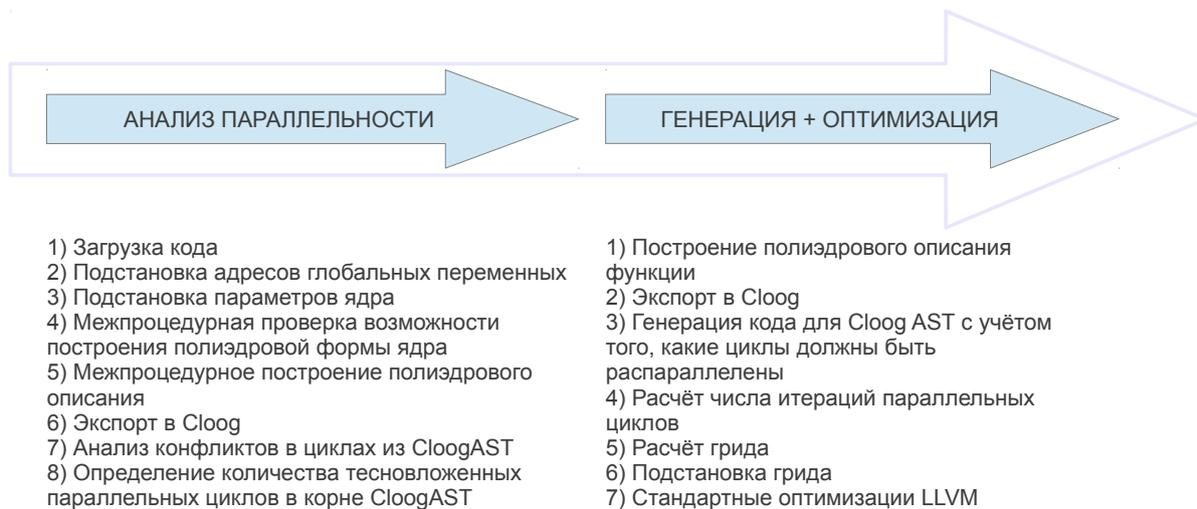 АНАЛИЗ ПАРАЛЛЕЛЬНОСТИ
ГЕНЕРАЦИЯ + ОПТИМИЗАЦИЯ
1) Загрузка кода
2) Подстановка адресов глобальных переменных
3) Подстановка параметров ядра
4) Межпроцедурная проверка возможности
построения полиэдровой формы ядра
5) Межпроцедурное построение полиэдрового
описания
6) Экспорт в Cloog
7) Анализ конфликтов в циклах из CloogAST
8) Определение количества тесновложенных
параллельных циклов в корне CloogAST
1) Построение полиэдрового описания
функции
2) Экспорт в Cloog
3) Генерация кода для Cloog AST с учётом
того, какие циклы должны быть
распараллелены
4) Расчёт числа итераций параллельных
циклов
5) Расчёт грида
6) Подстановка грида
7) Стандартные оптимизации LLVM